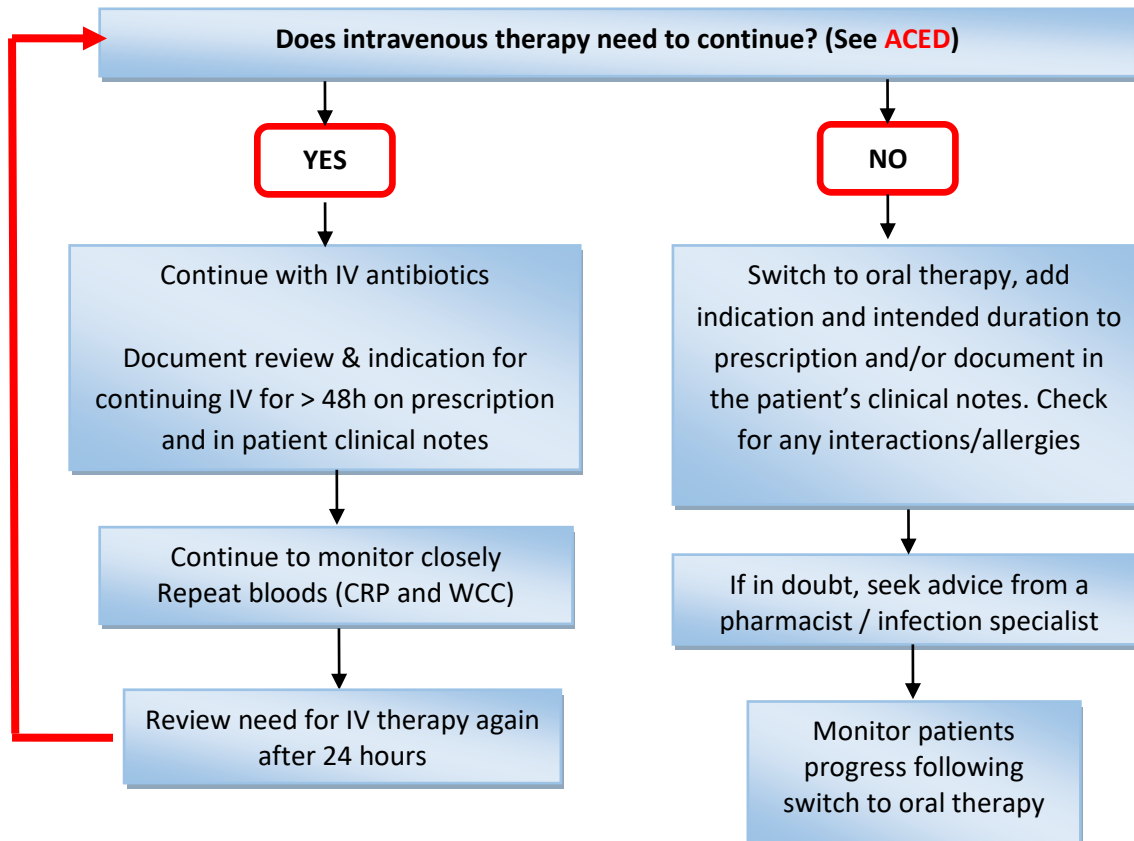 Does intravenous therapy need to continue? (See ACED)
YES
NO
Continue with IV antibiotics
Document review & indication for
continuing IV for > 48h on prescription
and in patient clinical notes
Switch to oral therapy, add
indication and intended duration to
prescription and/or document in
the patient’s clinical notes. Check
for any interactions/allergies
Continue to monitor closely
Repeat bloods (CRP and WCC)
If in doubt, seek advice from a
pharmacist / infection specialist
Review need for IV therapy again
after 24 hours
Monitor patients
progress following
switch to oral therapy